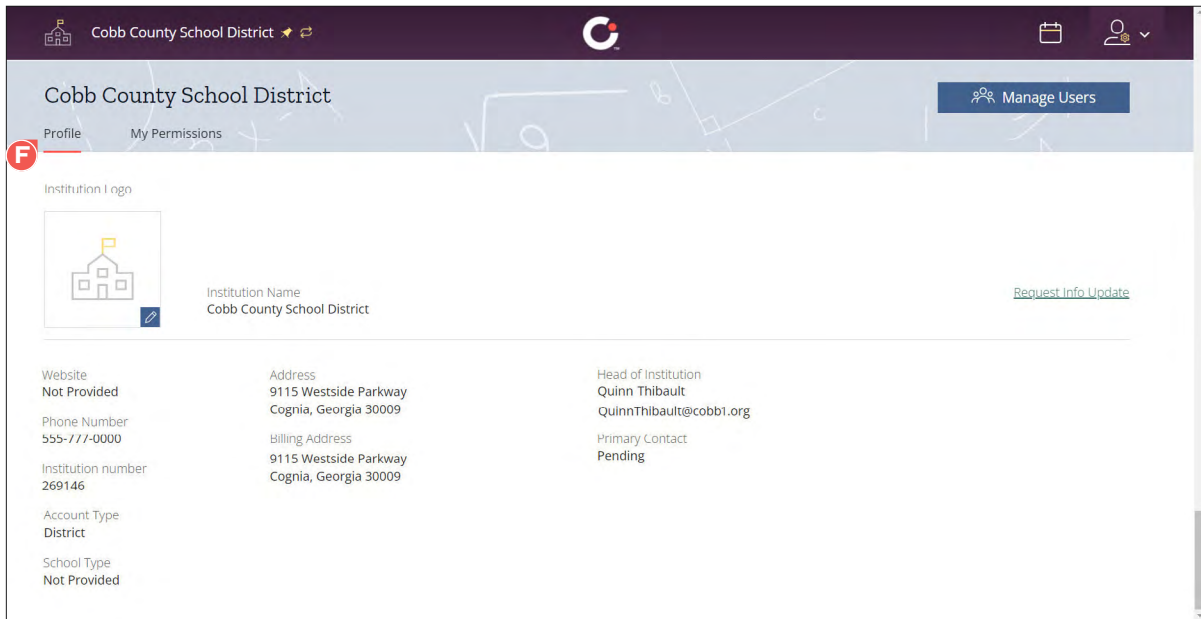 Cobb County School District
Cobb County School District
Manage Users
Profile
My Permissions
F
Institution Logo
Institution Name
Cobb County School District
Request Info Update
Website
Not Provided
Phone Number
555-777-0000
Institution number
269146
Account Type
District
School Type
Not Provided
Address
9115 Westside Parkway
Cognia, Georgia 30009
Billing Address
9115 Westside Parkway
Cognia, Georgia 30009
Head of Institution
Quinn Thibault
QuinnThibault@cobb1.org
Primary Contact
Pending